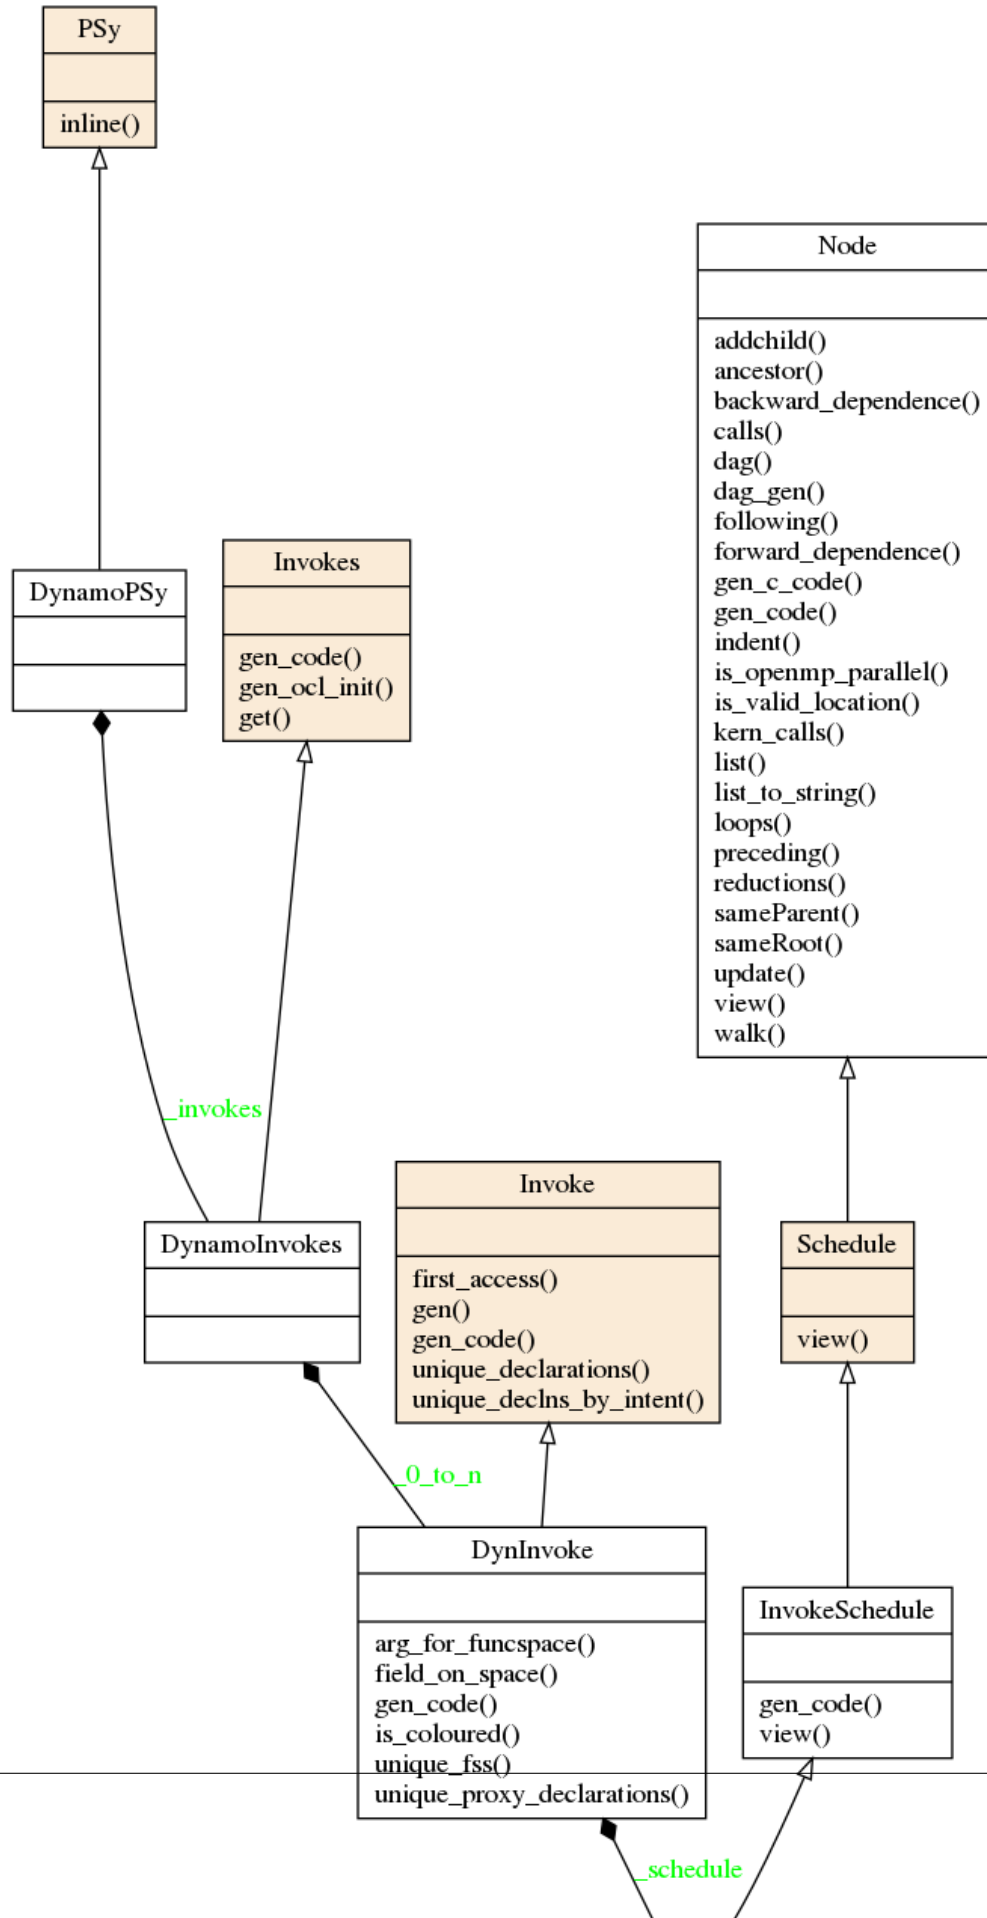 PSy
inline()
Node
addchild()
ancestor()
backward_dependence()
calls()
dag()
dag_gen()
following()
forward_dependence()
gen_c_code()
gen_code()
indent()
is_openmp_parallel()
is_valid_location()
kern_calls()
list()
list_to_string()
loops()
preceding()
reductions()
sameParent()
sameRoot()
update()
view()
walk()
DynamoPSy
Invokes
gen_code()
gen_ocl_init()
get()
_invokes
DynamoInvokes
Invoke
first_access()
gen()
gen_code()
unique_declarations()
unique_declns_by_intent()
Schedule
view()
_0_to_n
DynInvoke
arg_for_funcspace()
field_on_space()
gen_code()
is_coloured()
unique_fss()
unique_proxy_declarations()
InvokeSchedule
gen_code()
view()
_schedule